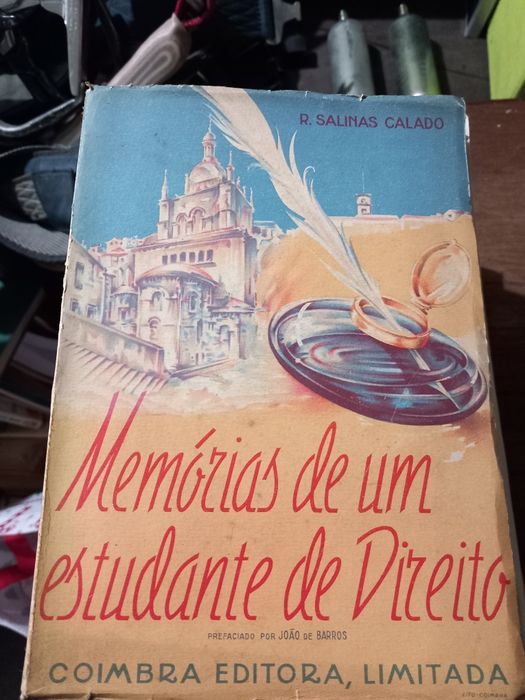 R. SALINAS CALADO
Memórias de um
estudante de Direito
PREFACIADO POR JOÃO DE BARROS
COIMBRA EDITORA, LIMITADA